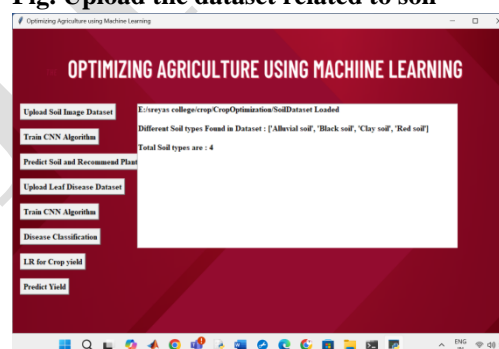 Fig. Upload the dataset related to soil
Optimizing Agriculture using Machine Learning
OPTIMIZING AGRICULTURE USING MACHIINE LEARNING
Upload Soil Image Dataset
E:/sreyas college/crop/CropOptimization/SoilDataset Loaded
Different Soil types Found in Dataset : ['Alluvial soil', 'Black soil', 'Clay soil', 'Red soil']
Train CNN Algorithm
Total Soil types are : 4
Predict Soil and Recommend Plant
Upload Leaf Disease Dataset
Train CNN Algorithm
Disease Classification
LR for Crop yield
Predict Yield
ENG